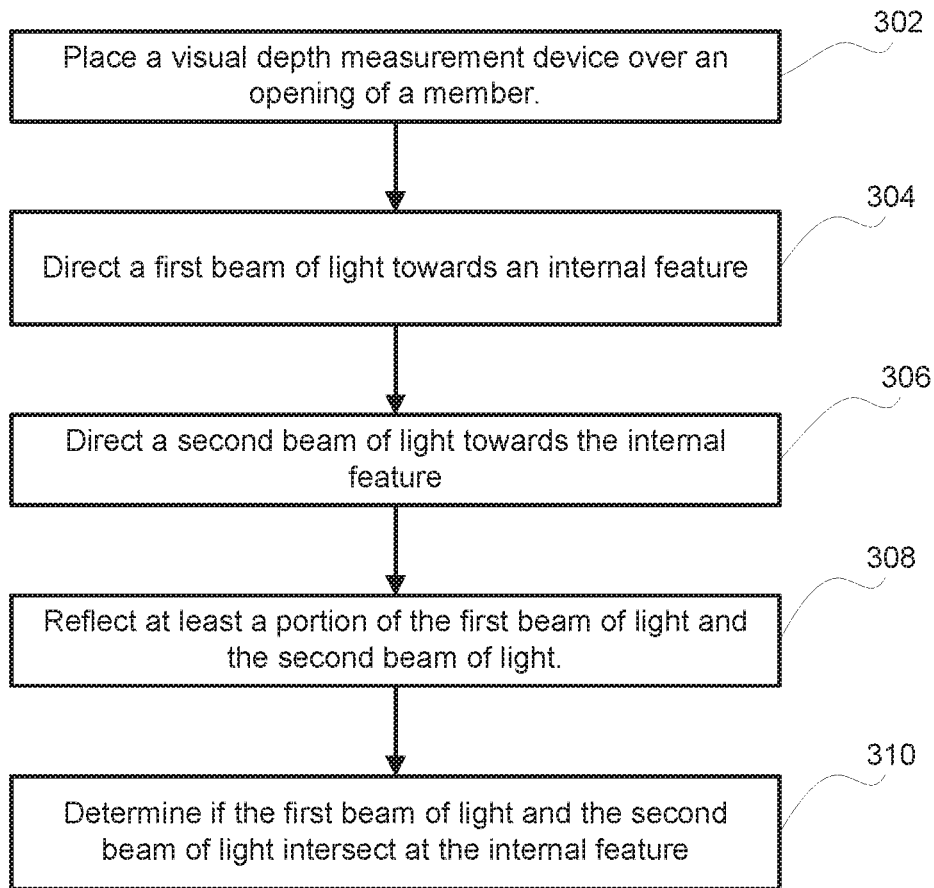 302
Place a visual depth measurement device over an
opening of a member.
304
Direct a first beam of light towards an internal feature
306
Direct a second beam of light towards the internal
feature
308
Reflect at least a portion of the first beam of light and
the second beam of light.
310
Determine if the first beam of light and the second
beam of light intersect at the internal feature